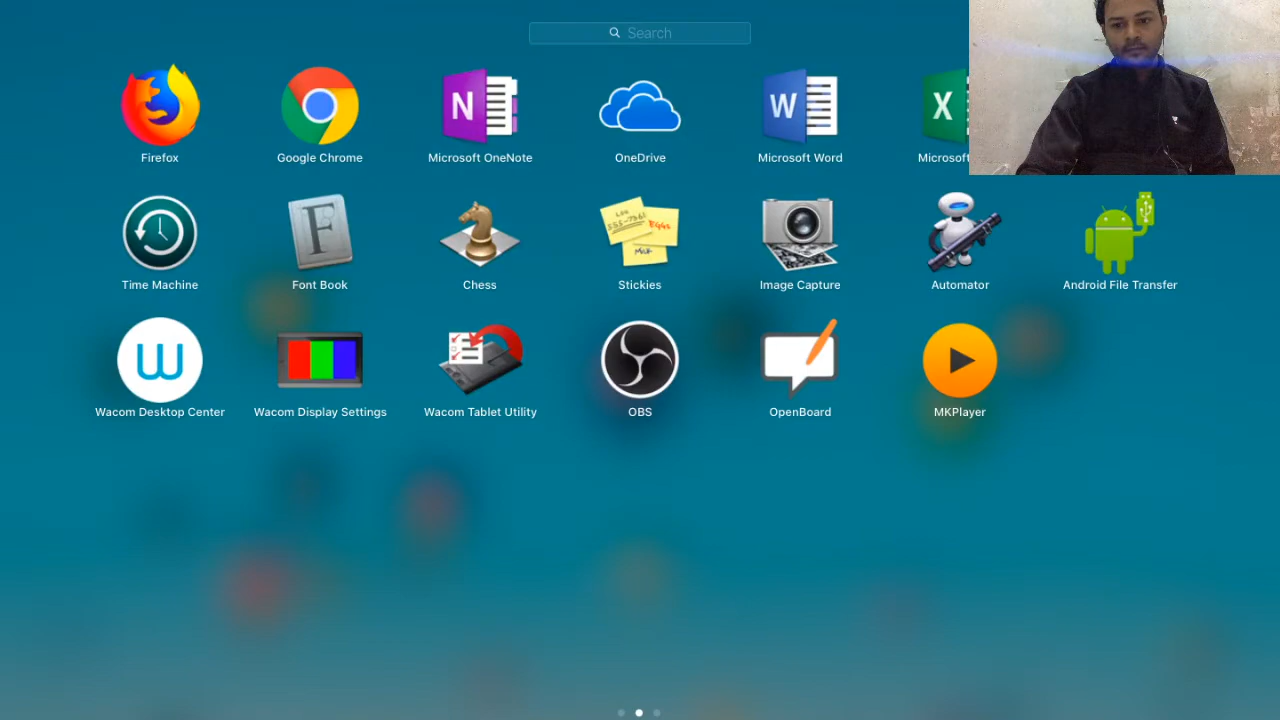 Search
Firefox
Google Chrome
Microsoft OneNote
OneDrive
Microsoft Word
Time Machine
Font Book
Chess
Stickies
Image Capture
Automator
Android File Transfer
Wacom Desktop Center
Wacom Display Settings
Wacom Tablet Utility
OBS
OpenBoard
MKPlayer